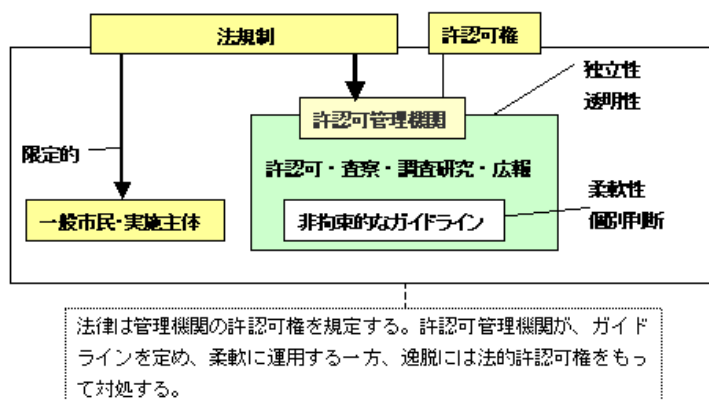 法規制
許認可権
独立性
透明性
許認可管理機関
限定的
許認可・査察・調査研究・広報
柔軟性
個別判断
一般市民・実施主体
非拘束的なガイドライン
法律は管理機関の許認可権を規定する。許認可管理機関が、ガイド
ラインを定め、柔軟に運用する一方、逸脱には法的許認可権をもっ
て対処する。